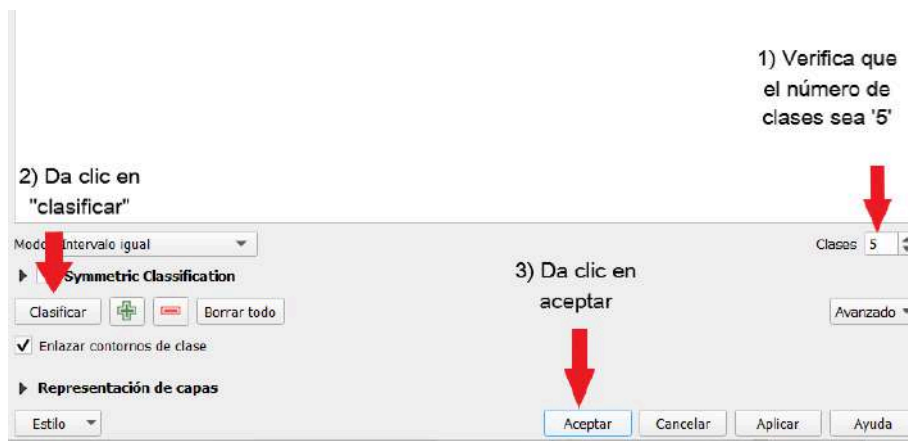 1) Verifica que
el número de
clases sea '5'
2) Da clic en
"clasificar"
Modo Intervalo igual
Clases 5
Symmetric Classification
3) Da clic en
aceptar
Clasificar
Borrar todo
Avanzado
Enlazar contornos de clase
Representación de capas
Estilo
Aceptar
Cancelar
Aplicar
Ayuda